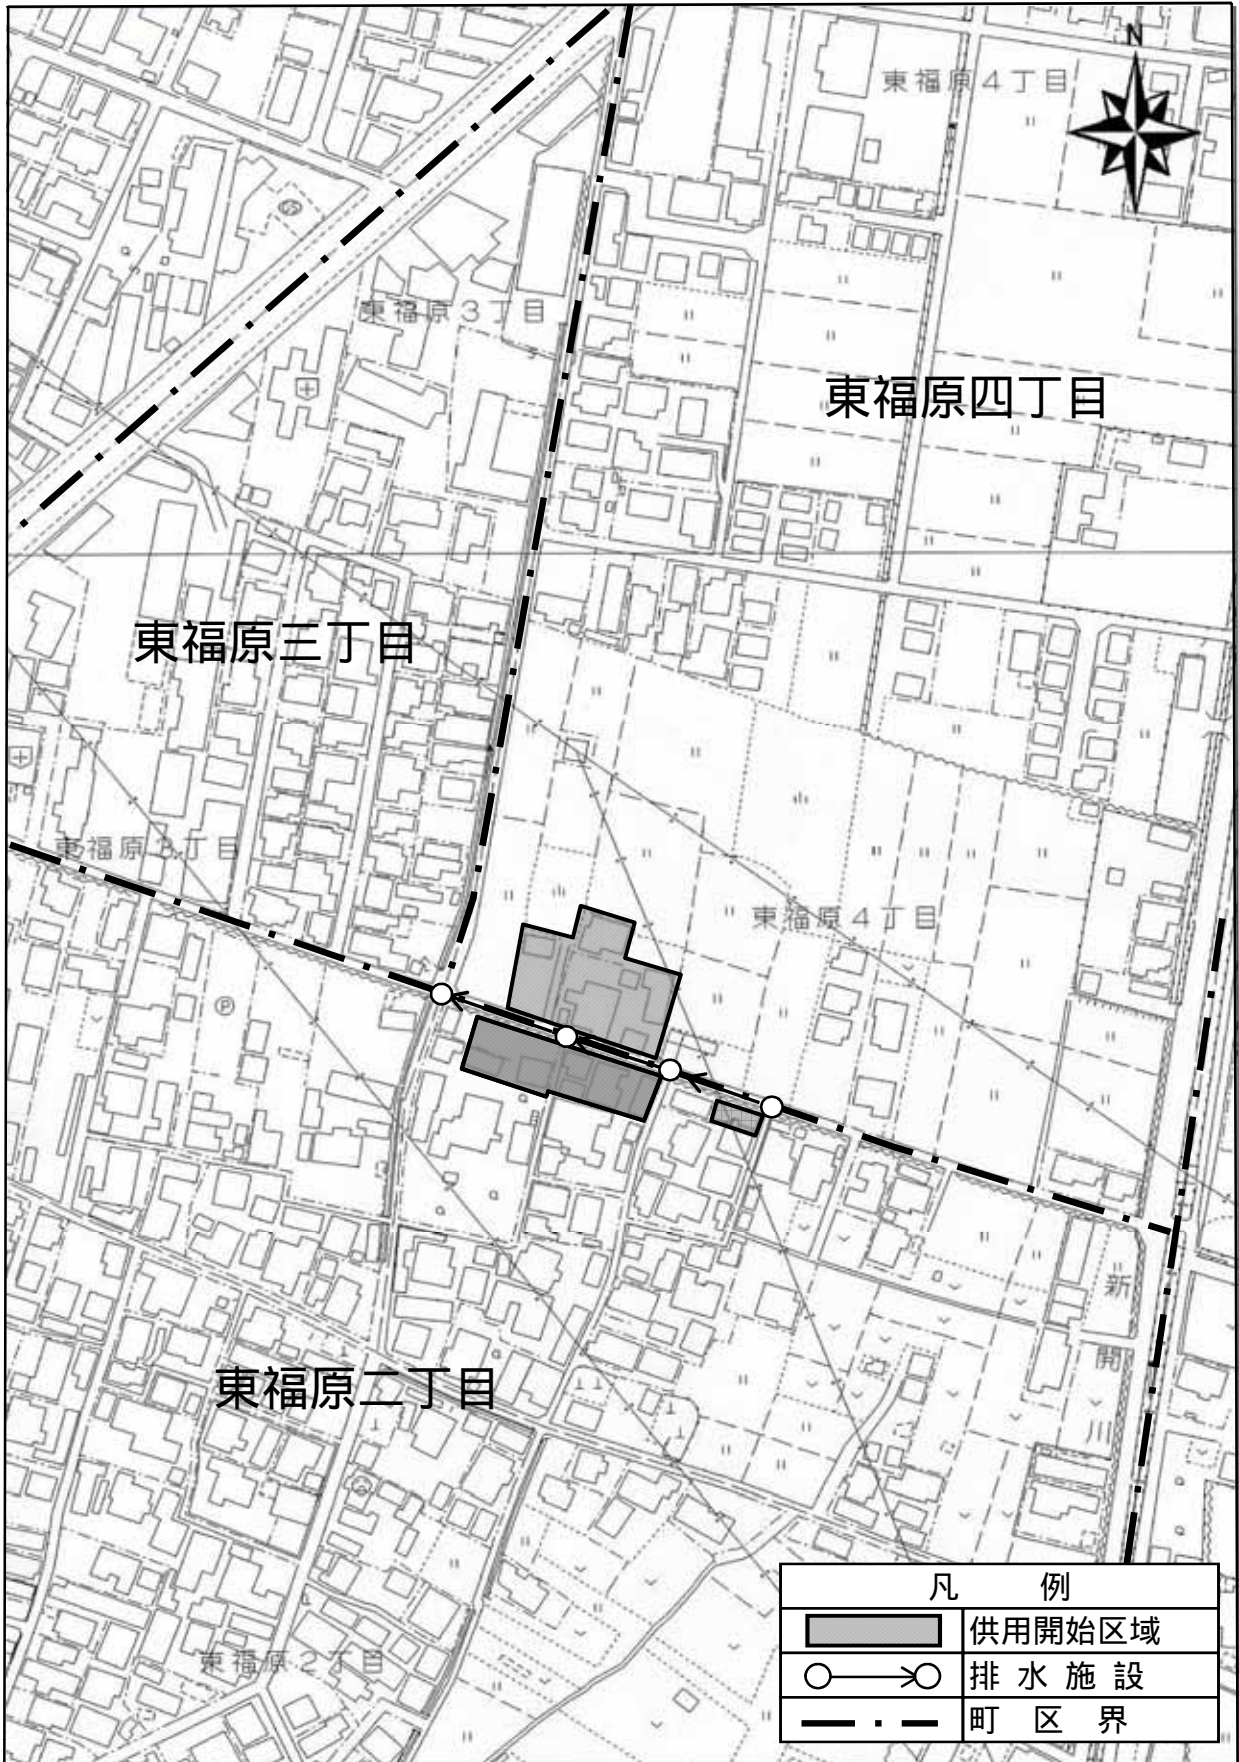 N
東福原4丁目
東福原3丁目
東福原四丁目
東福原三丁目
東福原3丁目
東福原4丁目
P
新開川
東福原二丁目
東福原2丁目
凡 例
供用開始区域
排水施設
町区界